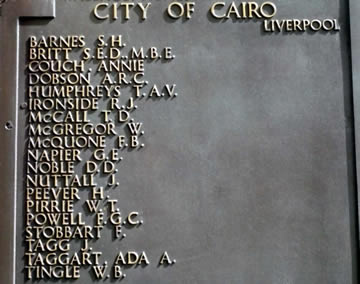 CITY OF CAIRO
LIVERPOOL
BARNES S.H.
BRITT S.E.D., M.B.E.
COUCH, ANNIE
DOBSON A.R.C.
HUMPHREYS T.A.V.
IRONSIDE R.J.
McCALL T.D.
McGREGOR W.
McQUONE F.B.
NAPIER G.E.
NOBLE D.D.
NUTTALL J.
PEEVER H.
PIRRIE W.T.
POWELL F.G.C.
STOBBART F.
TAGG J.
TAGGART, ADA A.
TINGLE W.B.